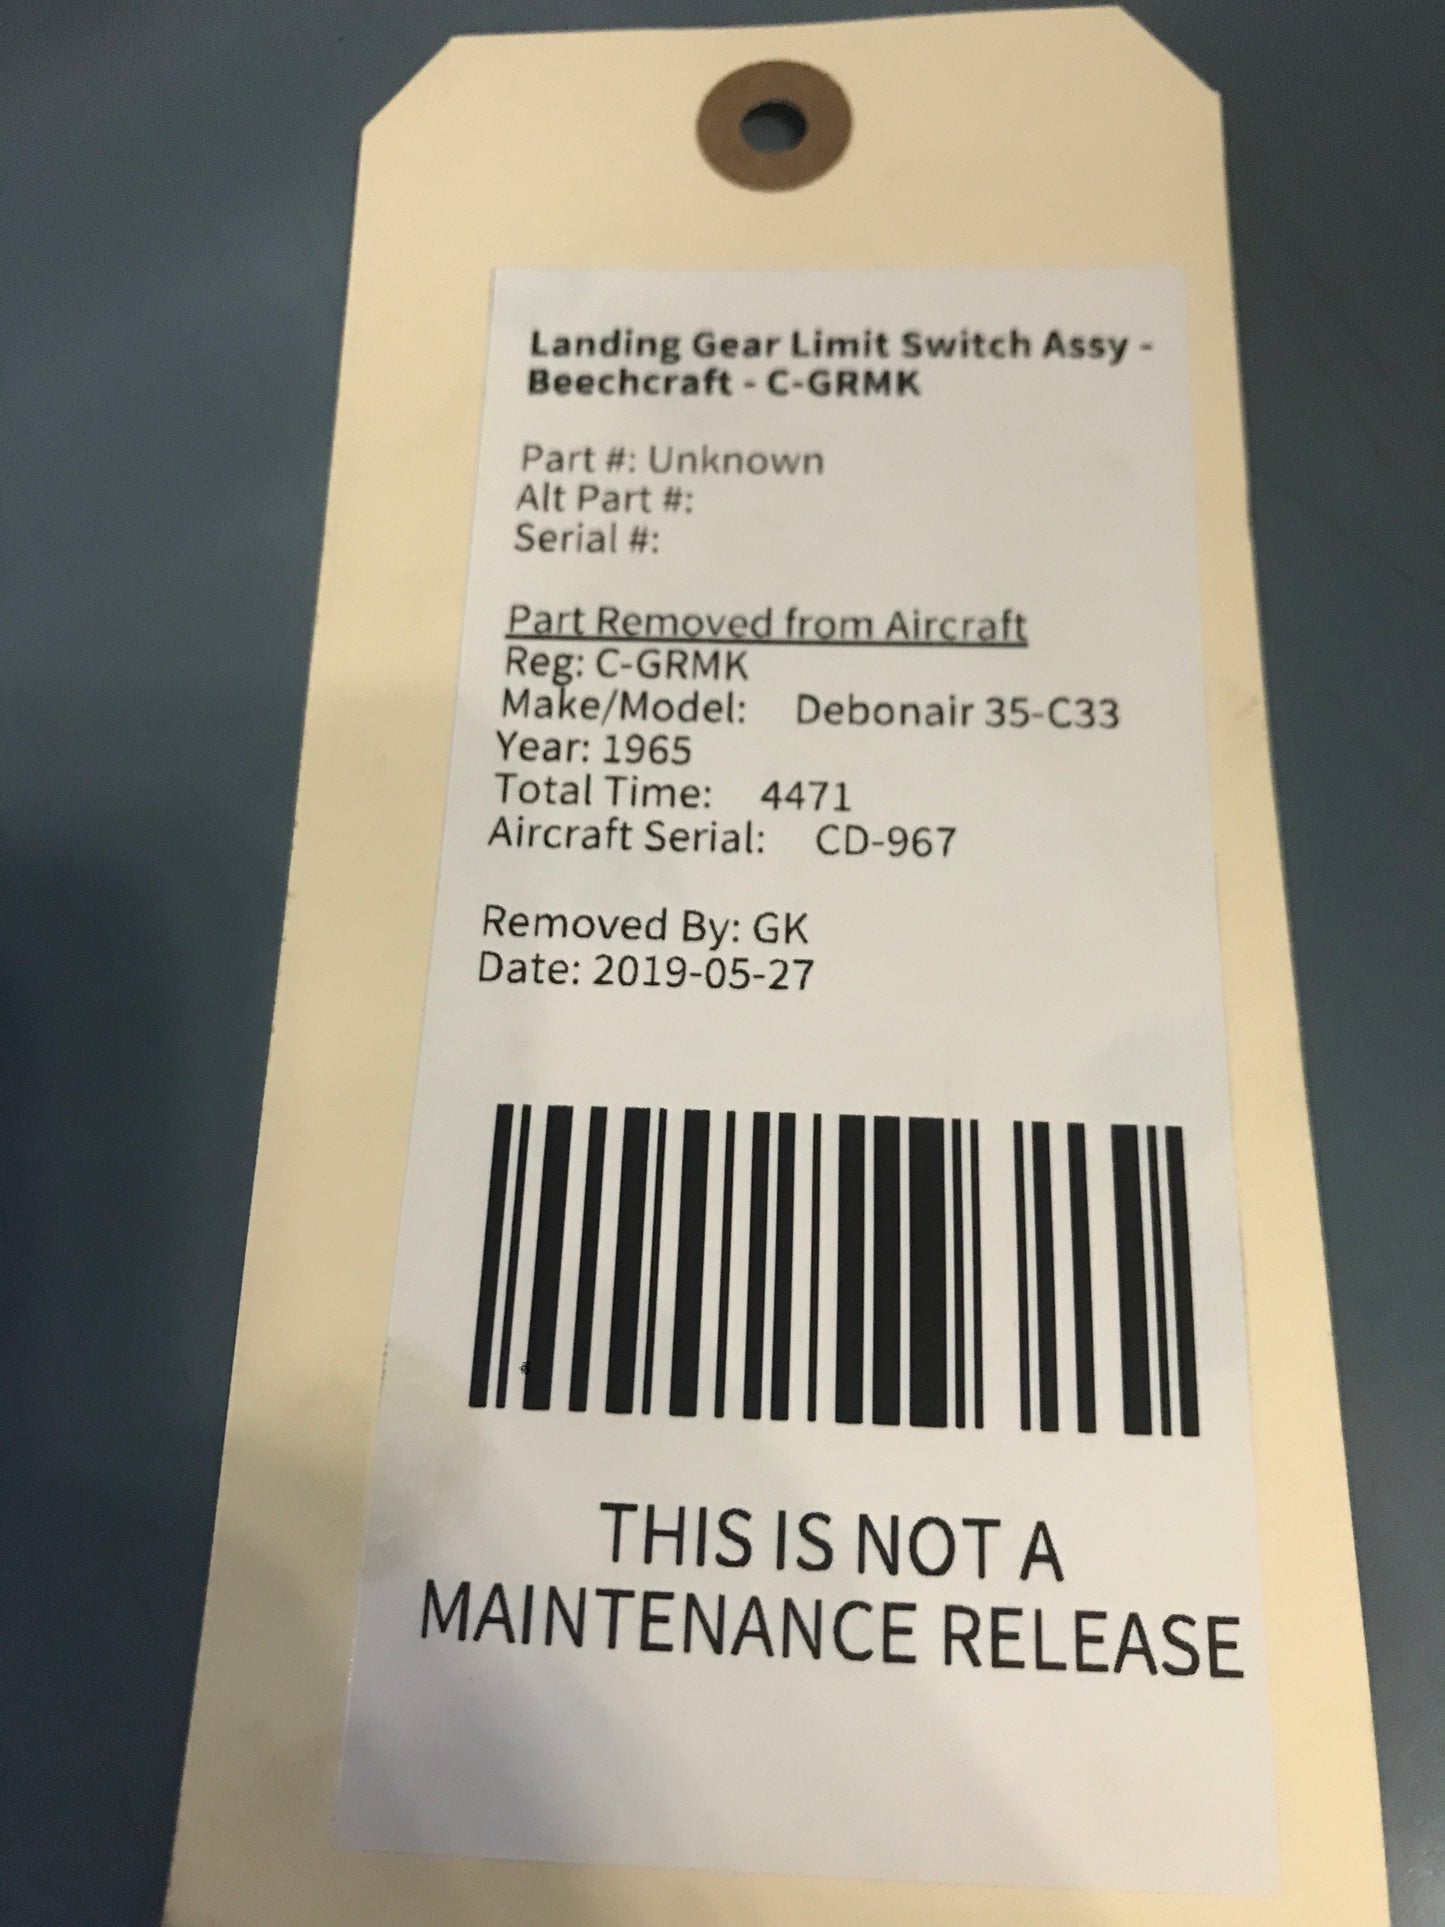 Landing Gear Limit Switch Assy -
Beechcraft - C-GRMK
Part #: Unknown
Alt Part #:
Serial #:
Part Removed from Aircraft
Reg: C-GRMK
Make/Model: Debonair 35-C33
Year: 1965
Total Time: 4471
Aircraft Serial: CD-967
Removed By: GK
Date: 2019-05-27
THIS IS NOT A
MAINTENANCE RELEASE